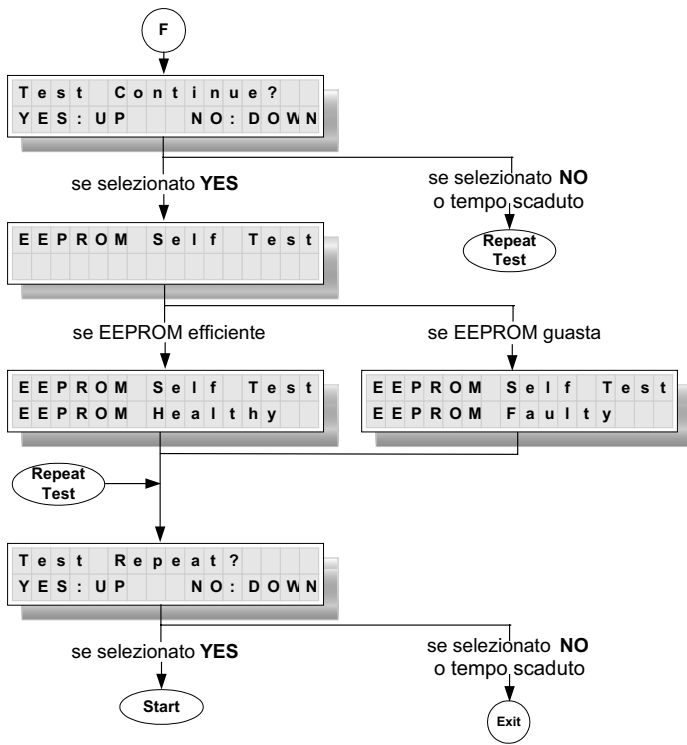 F
Test Continue?
YES:UP NO:DOWN
se selezionato YES
se selezionato NO
o tempo scaduto
Repeat
Test
EEPROM Self Test
se EEPROM efficiente
se EEPROM guasta
EEPROM Self Test
EEPROM Healthy
EEPROM Self Test
EEPROM Faulty
Repeat
Test
Test Repeat?
YES:UP NO:DOWN
se selezionato YES
se selezionato NO
o tempo scaduto
Start
Exit